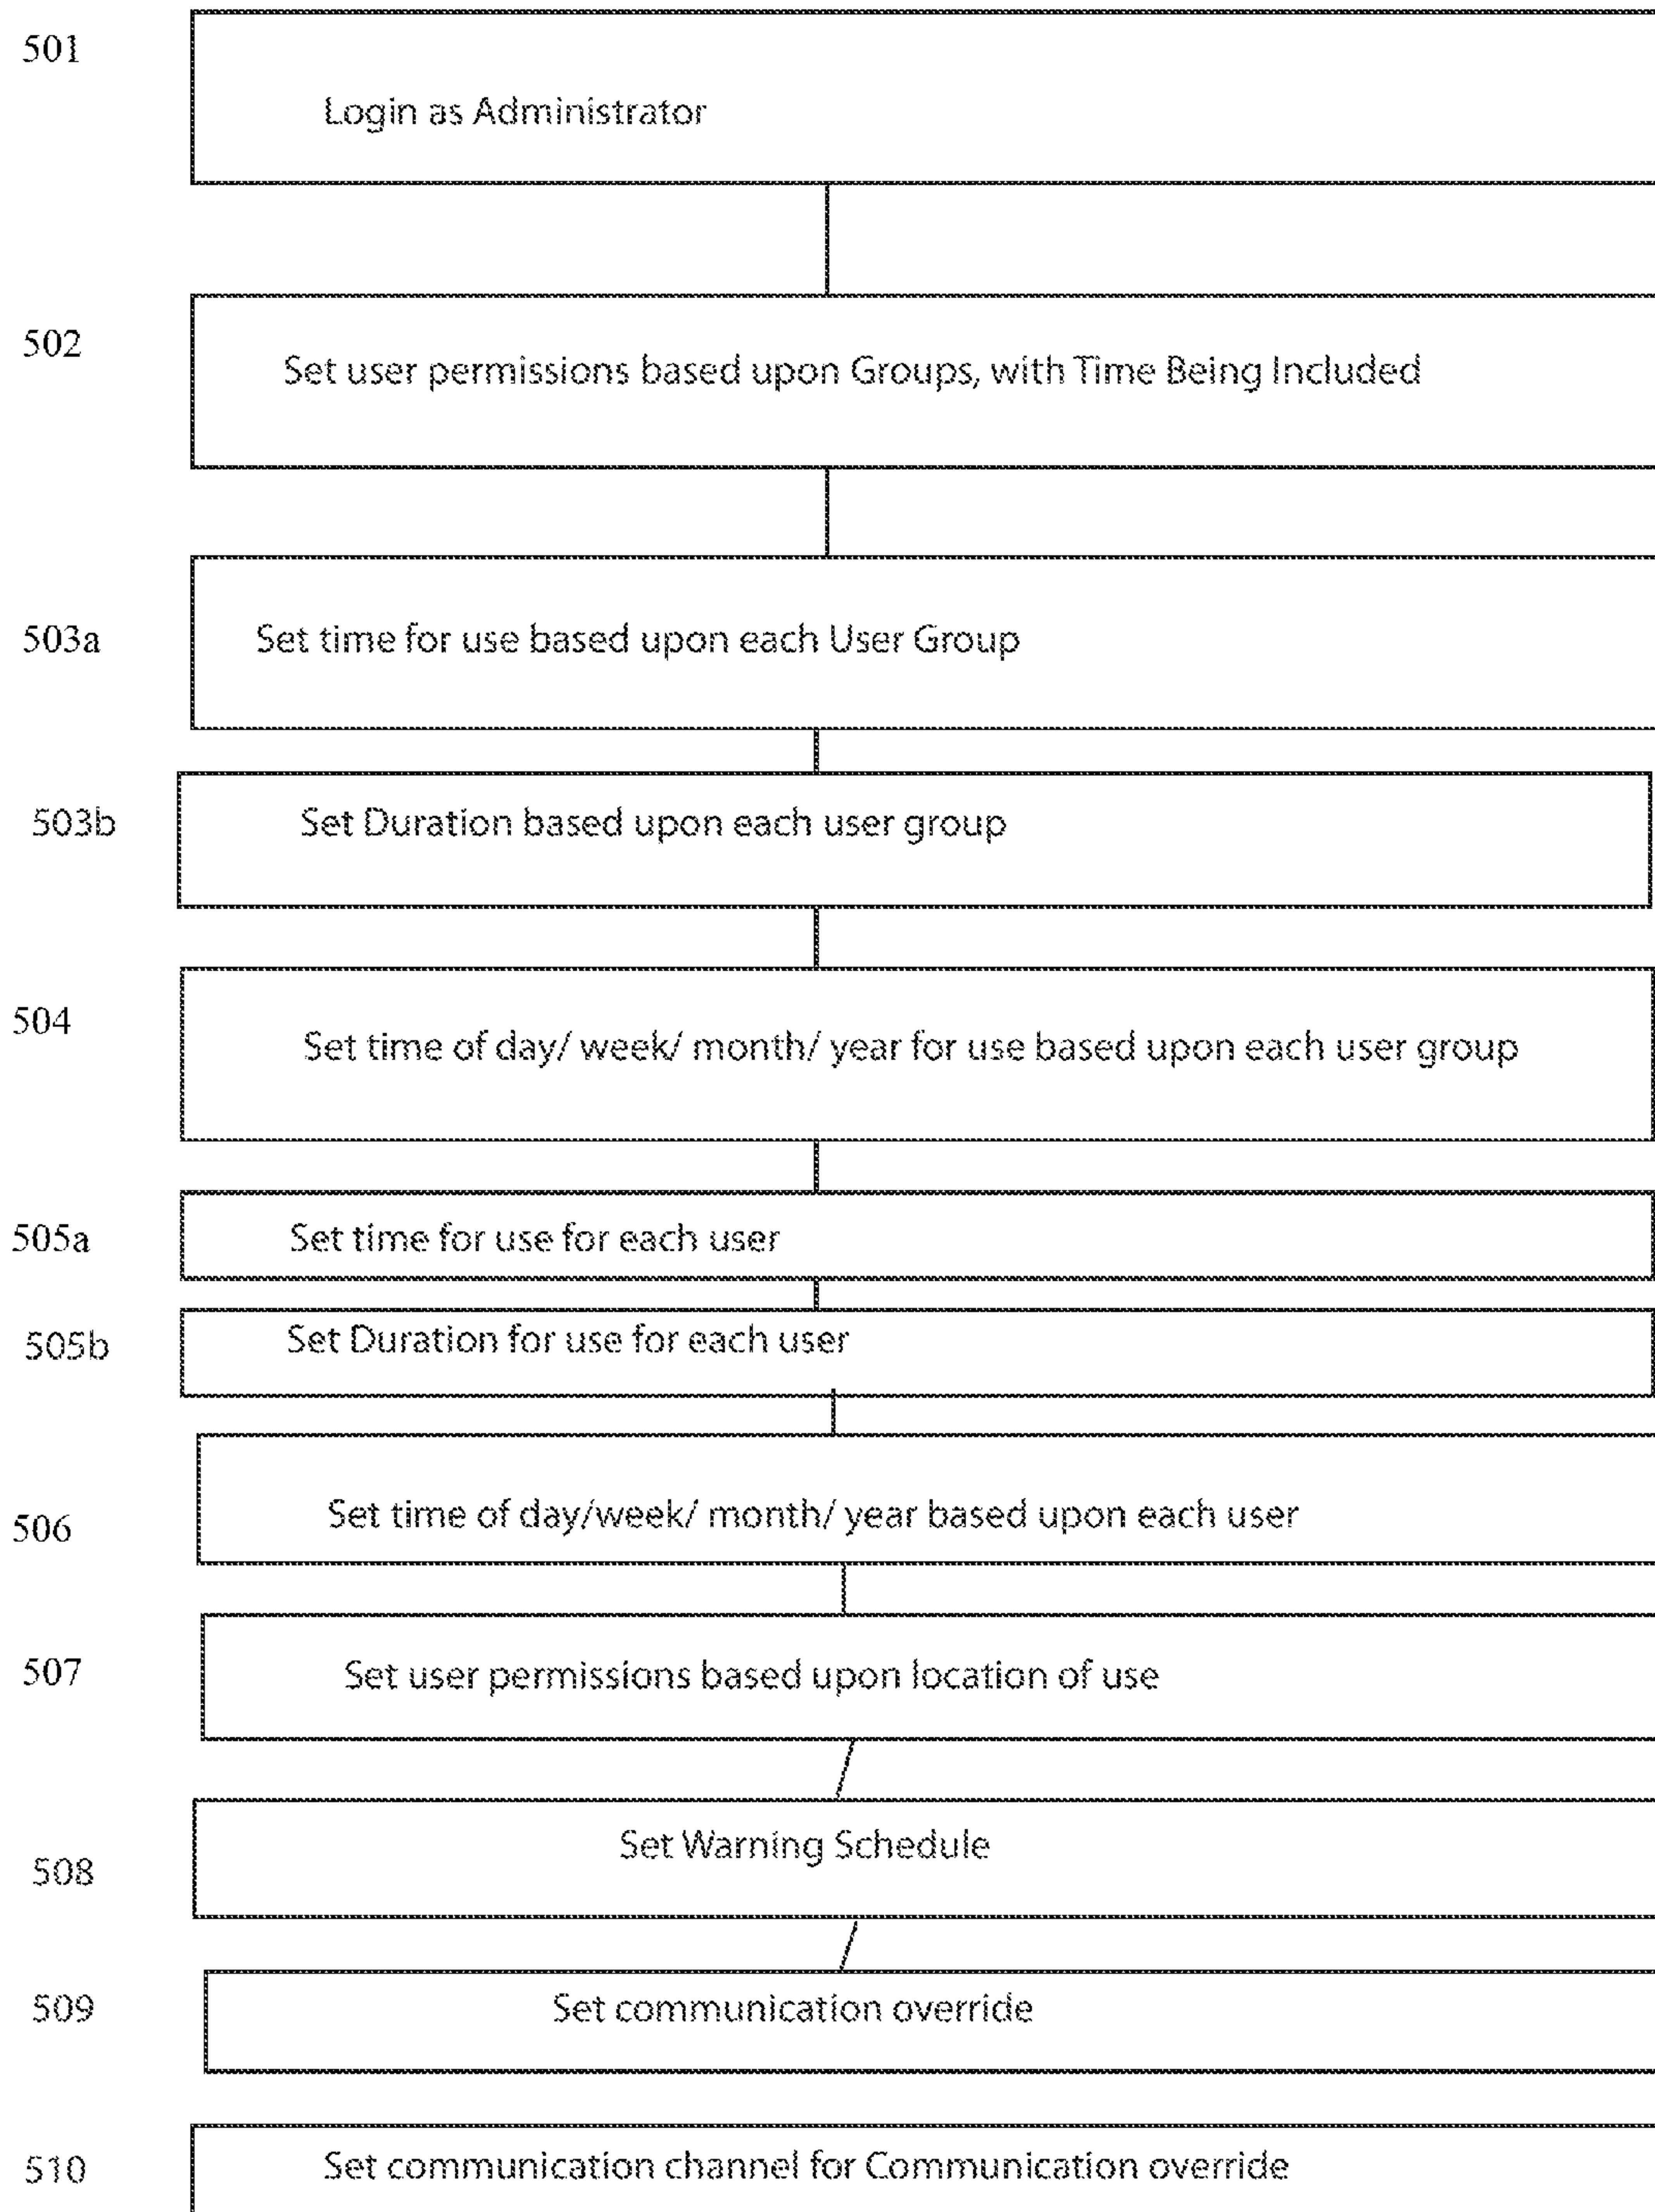 501
Login as Administrator
502
Set user permissions based upon Groups, with Time Being Included
503a
Set time for use based upon each User Group
503b
Set Duration based upon each user group
504
Set time of day/ week/ month/ year for use based upon each user group
505a
Set time for use for each user
505b
Set Duration for use for each user
506
Set time of day/week/ month/ year based upon each user
507
Set user permissions based upon location of use
508
Set Warning Schedule
509
Set communication override
510
Set communication channel for Communication override